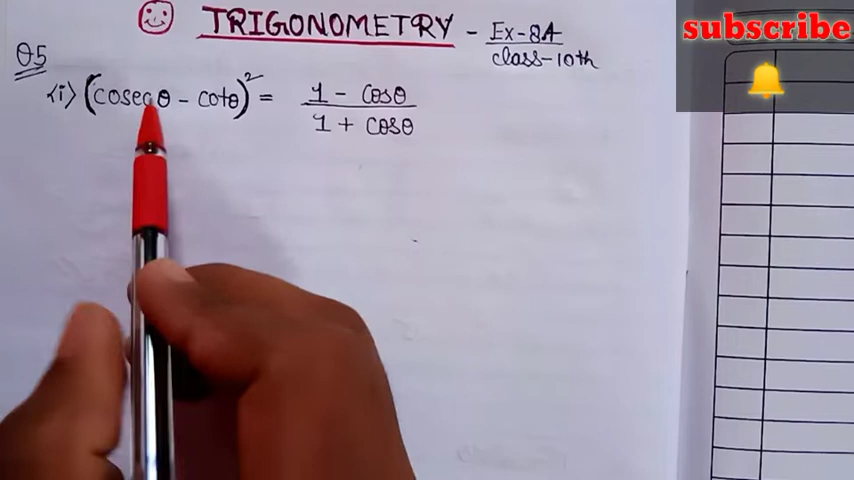 TRIGONOMETRY - Ex-8A
class-10th
subscribe
Q5
(i) (cosecθ - cotθ)² = 1 - cosθ
1 + cosθ